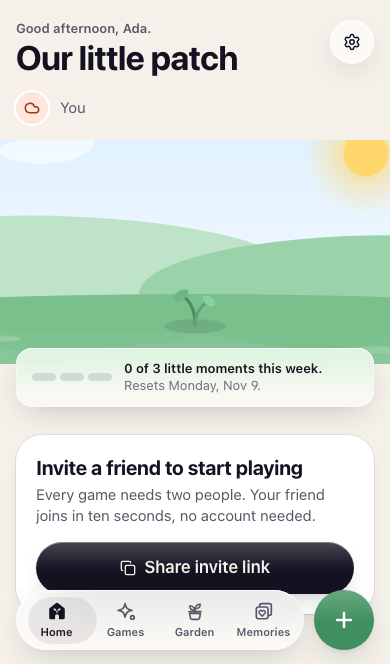 Good afternoon, Ada.
Our little patch
You
0 of 3 little moments this week.
Resets Monday, Nov 9.
Invite a friend to start playing
Every game needs two people. Your friend
joins in ten seconds, no account needed.
Share invite link
Home
Games
Garden
Memories